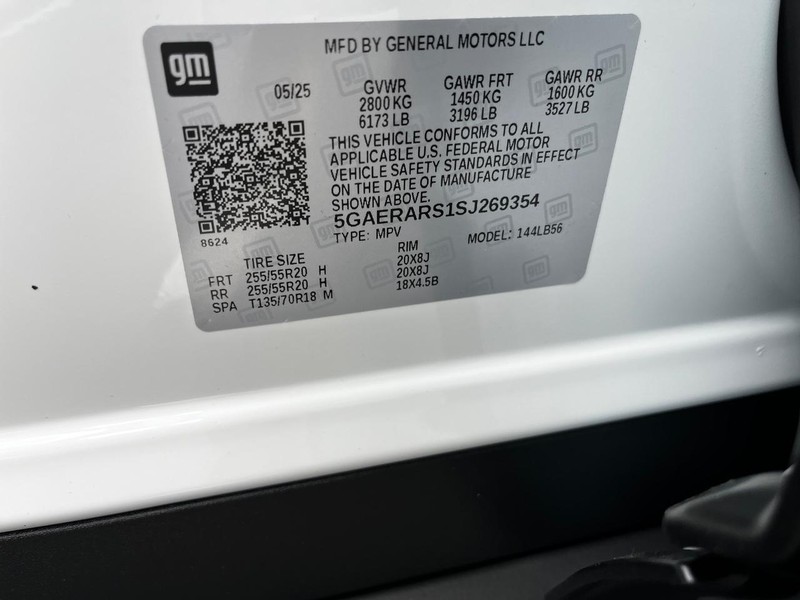 gm
MFD BY GENERAL MOTORS LLC
05/25
GVWR GAWR FRT GAWR RR
2800 KG 1450 KG 1600 KG
6173 LB 3196 LB 3527 LB
THIS VEHICLE CONFORMS TO ALL
APPLICABLE U.S. FEDERAL MOTOR
VEHICLE SAFETY STANDARDS IN EFFECT
ON THE DATE OF MANUFACTURE
SHOWN ABOVE.
5GAERARS1SJ269354
8624
TYPE: MPV MODEL: 144LB56
TIRE SIZE RIM
FRT 255/55R20 H 20X8J
RR 255/55R20 H 20X8J
SPA T135/70R18 M 18X4.5B